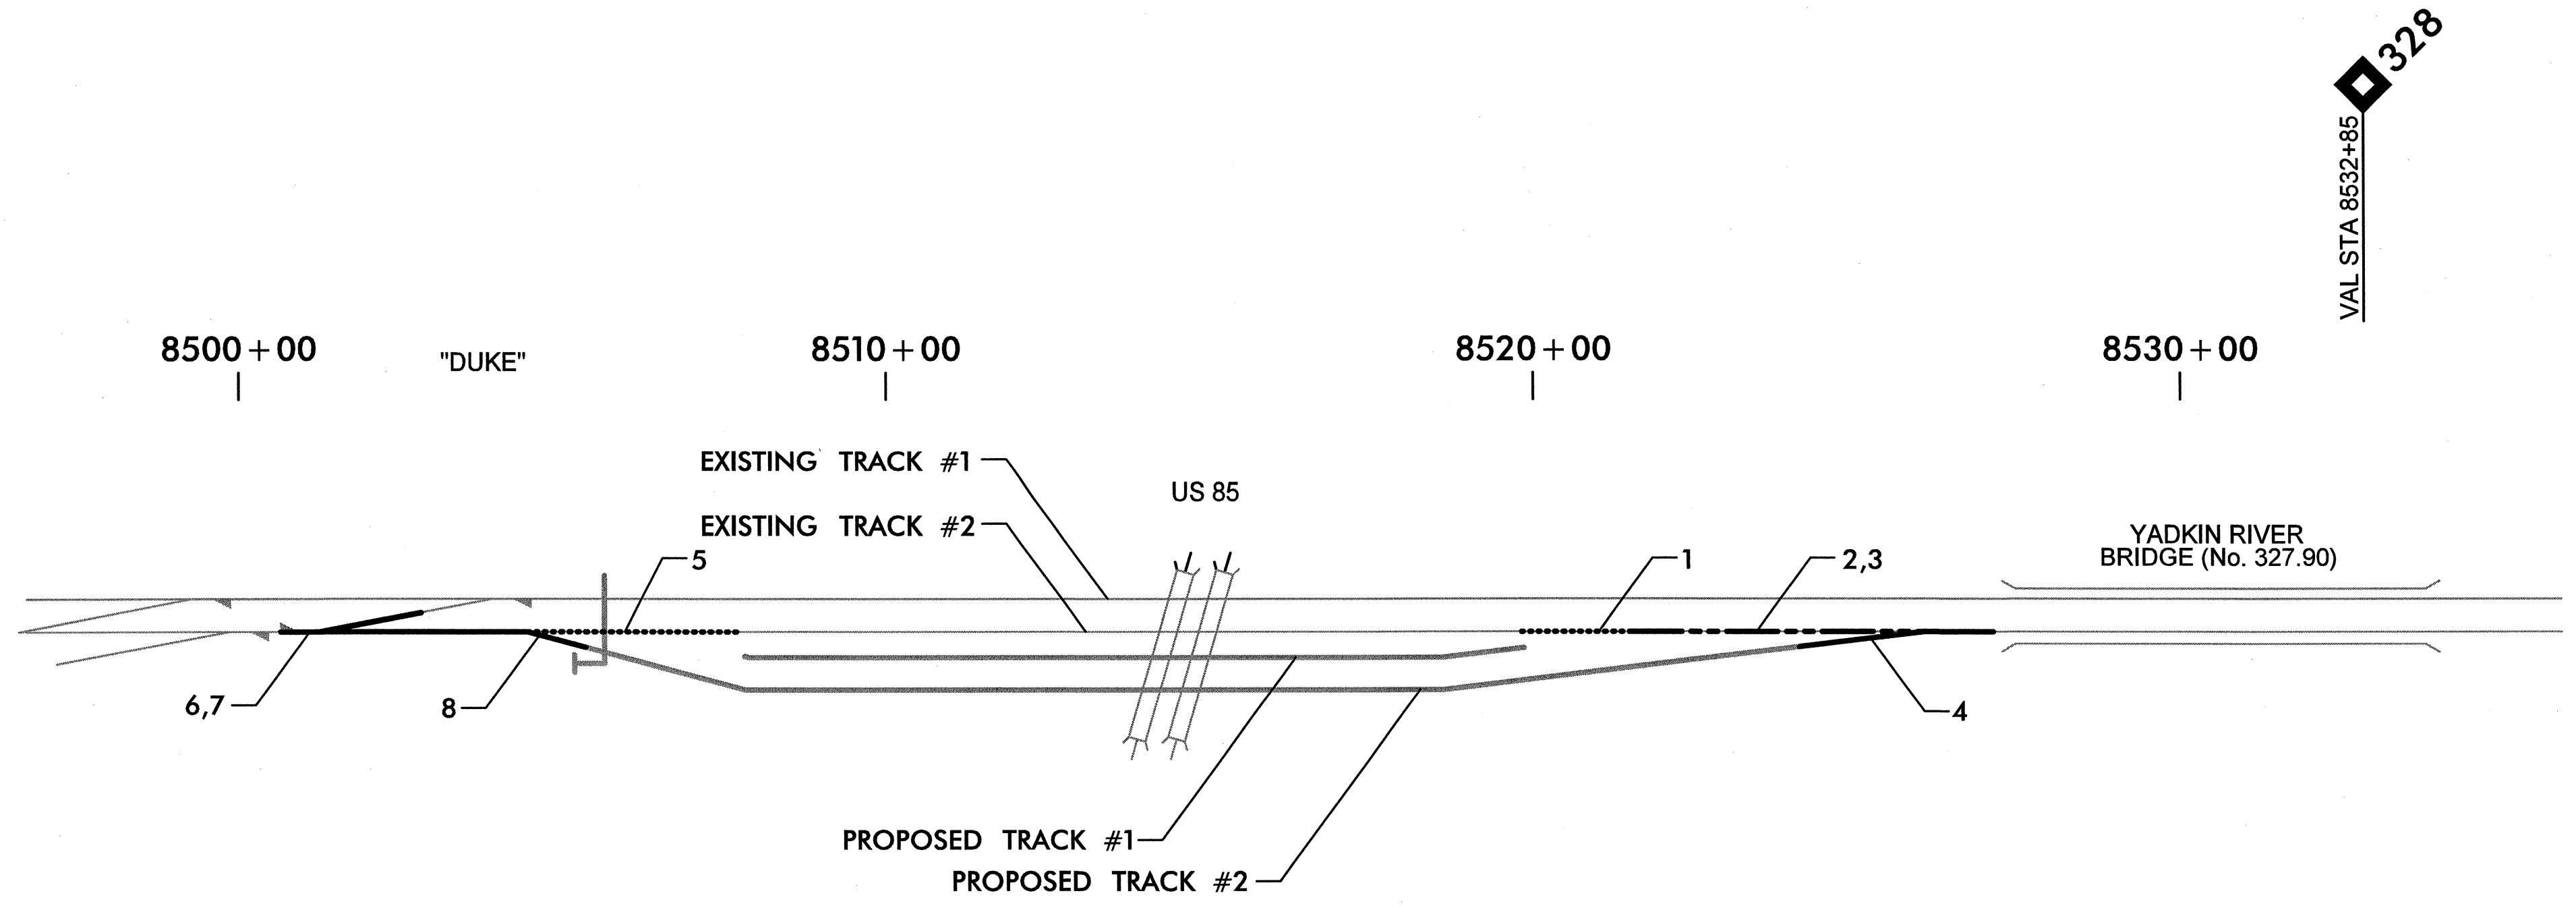 328
VAL STA 8532+85
8500+00
"DUKE"
8510+00
8520+00
8530+00
EXISTING TRACK #1
US 85
EXISTING TRACK #2
5
1
2,3
YADKIN RIVER
BRIDGE (No. 327.90)
6,7
8
4
PROPOSED TRACK #1
PROPOSED TRACK #2